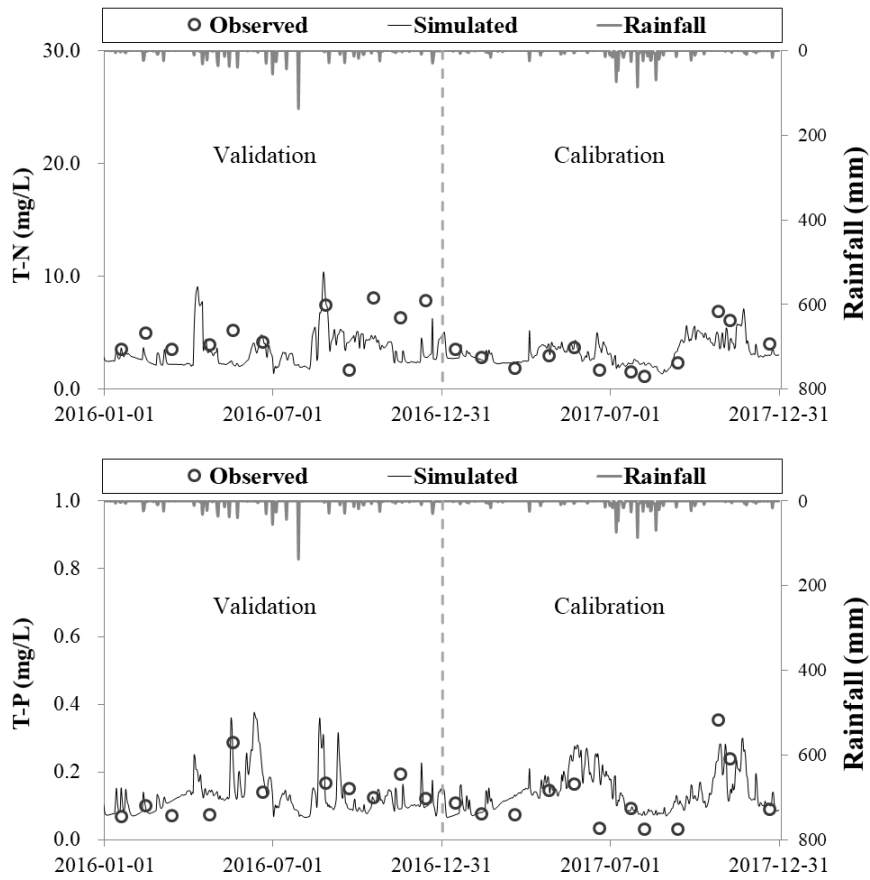 Observed Simulated Rainfall
30.0
20.0
10.0
0.0
T-N (mg/L)
0
200
400
600
800
Rainfall (mm)
Validation
Calibration
2016-01-01 2016-07-01 2016-12-31 2017-07-01 2017-12-31
Observed Simulated Rainfall
1.0
0.8
0.6
0.4
0.2
0.0
T-P (mg/L)
0
200
400
600
800
Rainfall (mm)
Validation
Calibration
2016-01-01 2016-07-01 2016-12-31 2017-07-01 2017-12-31